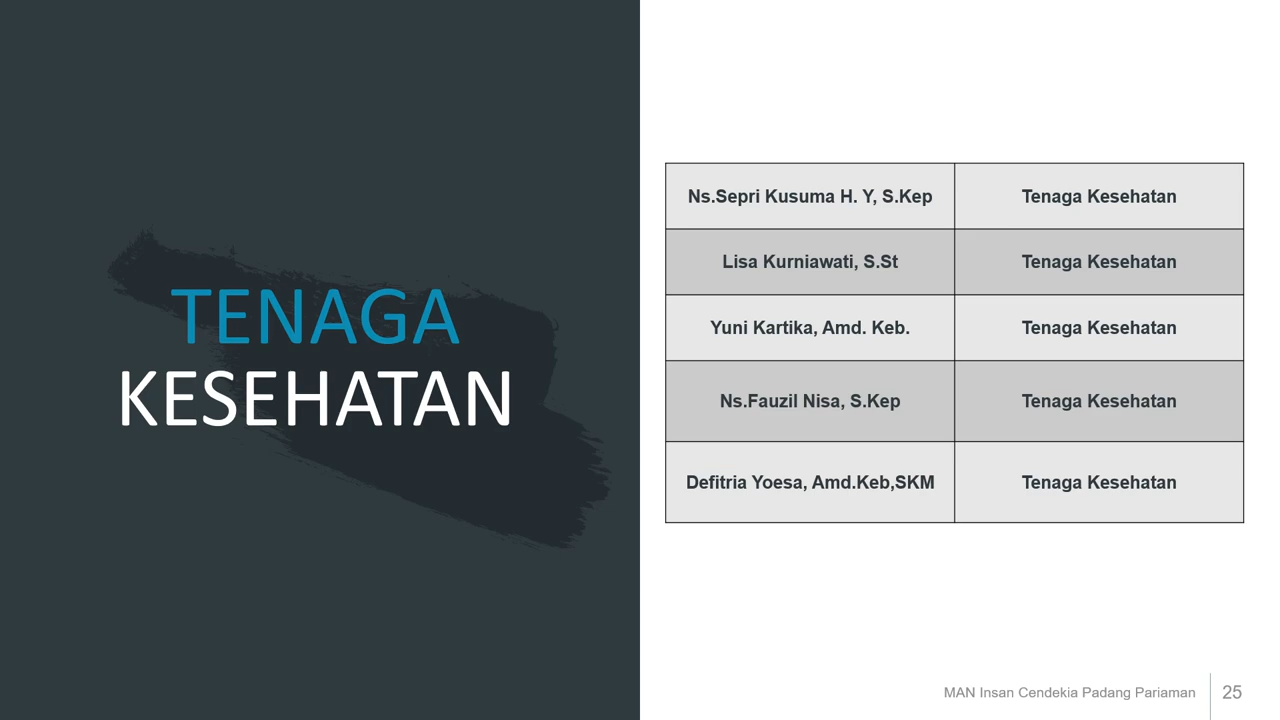 TENAGA
KESEHATAN
Ns.Sepri Kusuma H. Y, S.Kep Tenaga Kesehatan
Lisa Kurniawati, S.St Tenaga Kesehatan
Yuni Kartika, Amd. Keb. Tenaga Kesehatan
Ns.Fauzil Nisa, S.Kep Tenaga Kesehatan
Defitria Yoesa, Amd.Keb,SKM Tenaga Kesehatan
MAN Insan Cendekia Padang Pariaman 25